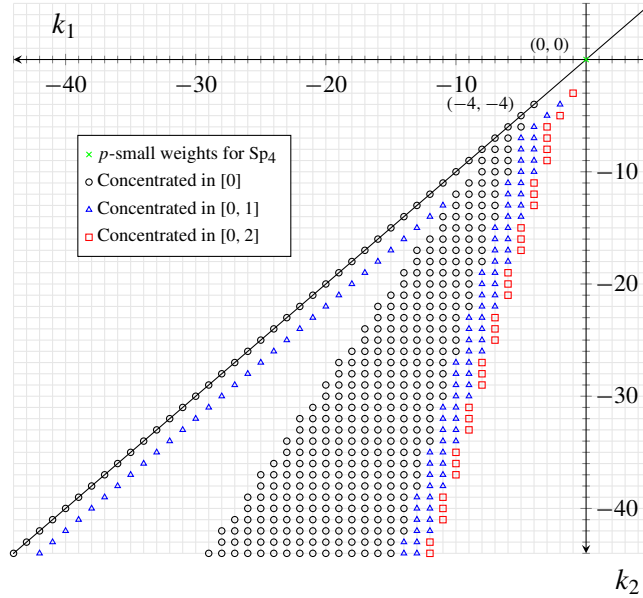 k₁
(0, 0)
−40
−30
−20
−10
(−4, −4)
p-small weights for Sp₄
Concentrated in [0]
Concentrated in [0, 1]
Concentrated in [0, 2]
−10
−20
−30
−40
k₂